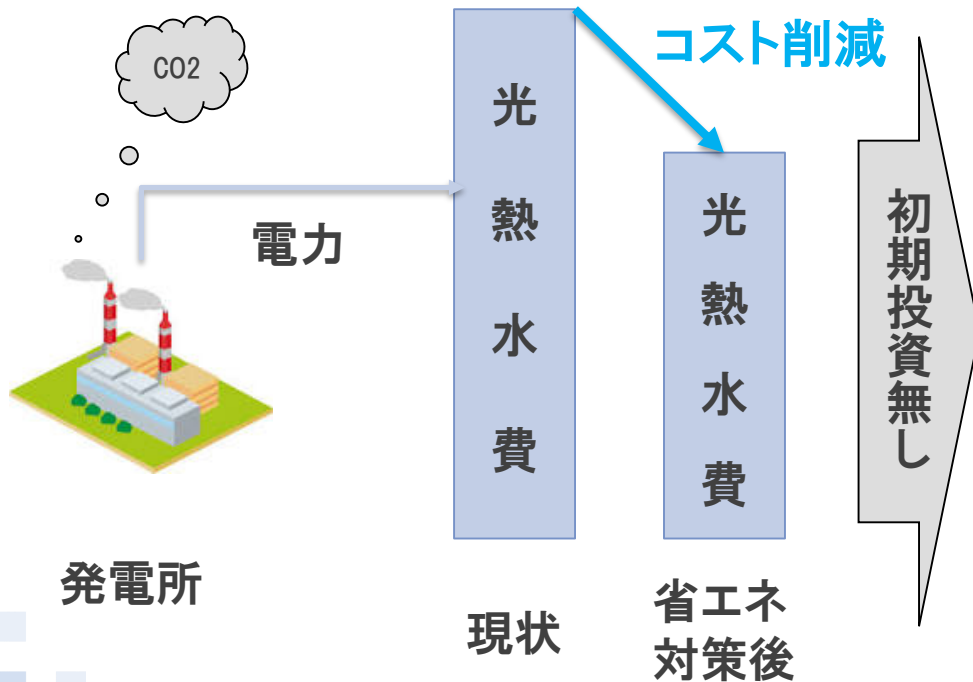 CO2
電力
発電所
光熱水費
現状
コスト削減
光熱水費
省エネ
対策後
初期投資無し